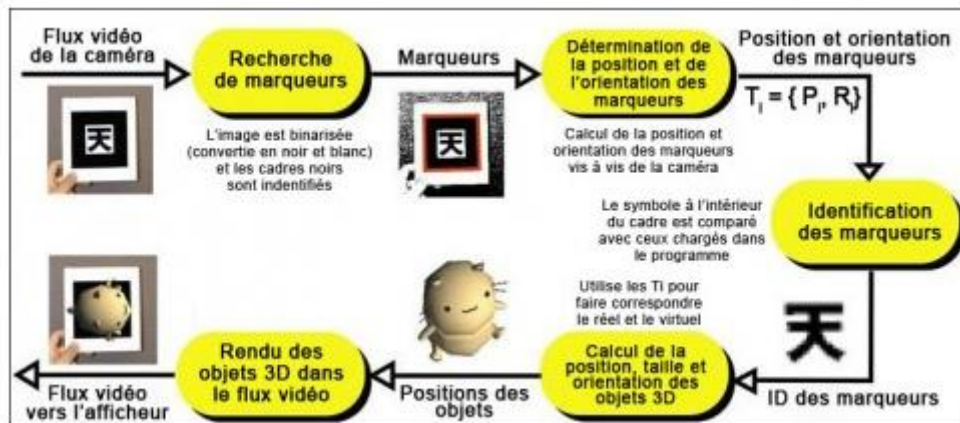 Flux vidéo
de la caméra
Recherche
de marqueurs
L'image est binarisée
(convertie en noir et blanc)
et les cadres noirs
sont indentifiés
Marqueurs
天
天
Détermination de
la position et de
l'orientation des
marqueurs
Calcul de la position et
orientation des marqueurs
vis à vis de la caméra
Position et orientation
des marqueurs
Ti = { Pi, Ri}
Identification
des marqueurs
Le symbole à l'intérieur
du cadre est comparé
avec ceux chargés dans
le programme
天
ID des marqueurs
Utilise les Ti pour
faire correspondre
le réel et le virtuel
Calcul de la
position, taille et
orientation des
objets 3D
Positions des
objets
Rendu des
objets 3D dans
le flux vidéo
Flux vidéo
vers l'afficheur